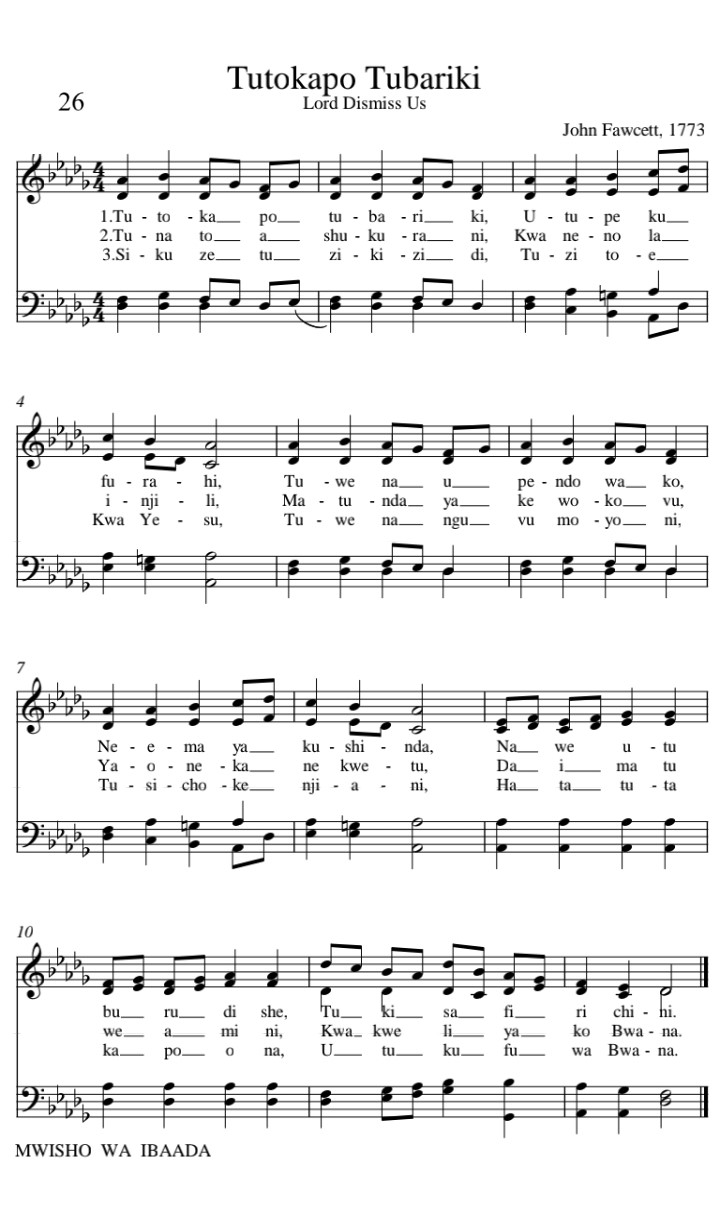 Tutokapo Tubariki
26
Lord Dismiss Us
John Fawcett, 1773
1.Tu - to - ka__ po__ tu - ba - ri - ki, U - tu - pe ku__
2.Tu - na to__ a__ shu - ku - ra__ ni, Kwa ne - no la__
3.Si - ku ze__ tu__ zi - ki - zi__ di, Tu - zi to - e__
4
fu - ra - hi, Tu - we na__ u__ pe - ndo wa__ ko,
i - nji - li, Ma - tu - nda__ ya__ ke wo - ko__ vu,
Kwa Ye - su, Tu - we na__ ngu__ vu mo - yo__ ni,
7
Ne - e - ma ya__ ku - shi - nda, Na__ we u - tu
Ya - o - ne - ka__ ne kwe - tu, Da__ i__ ma tu
Tu - si - cho - ke__ nji - a - ni, Ha__ ta__ tu - ta
10
bu__ ru__ di she, Tu__ ki__ sa__ fi__ ri chi - ni.
we__ a__ mi ni, Kwa__ kwe li__ ya__ ko Bwa - na.
ka__ po__ o na, U__ tu__ ku__ fu__ wa Bwa - na.
MWISHO WA IBAADA